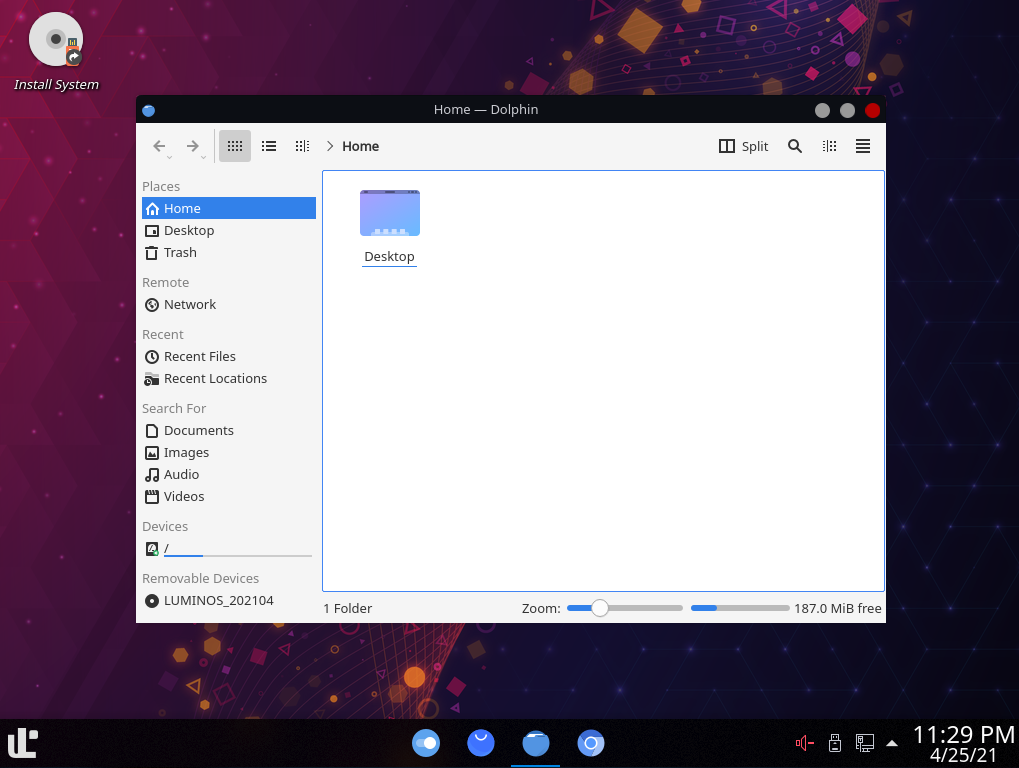 Install System
Home — Dolphin
Home
Split
Places
Home
Desktop
Trash
Remote
Network
Recent
Recent Files
Recent Locations
Search For
Documents
Images
Audio
Videos
Devices
/
Removable Devices
LUMINOS_202104
Desktop
1 Folder
Zoom:
187.0 MiB free
11:29 PM
4/25/21